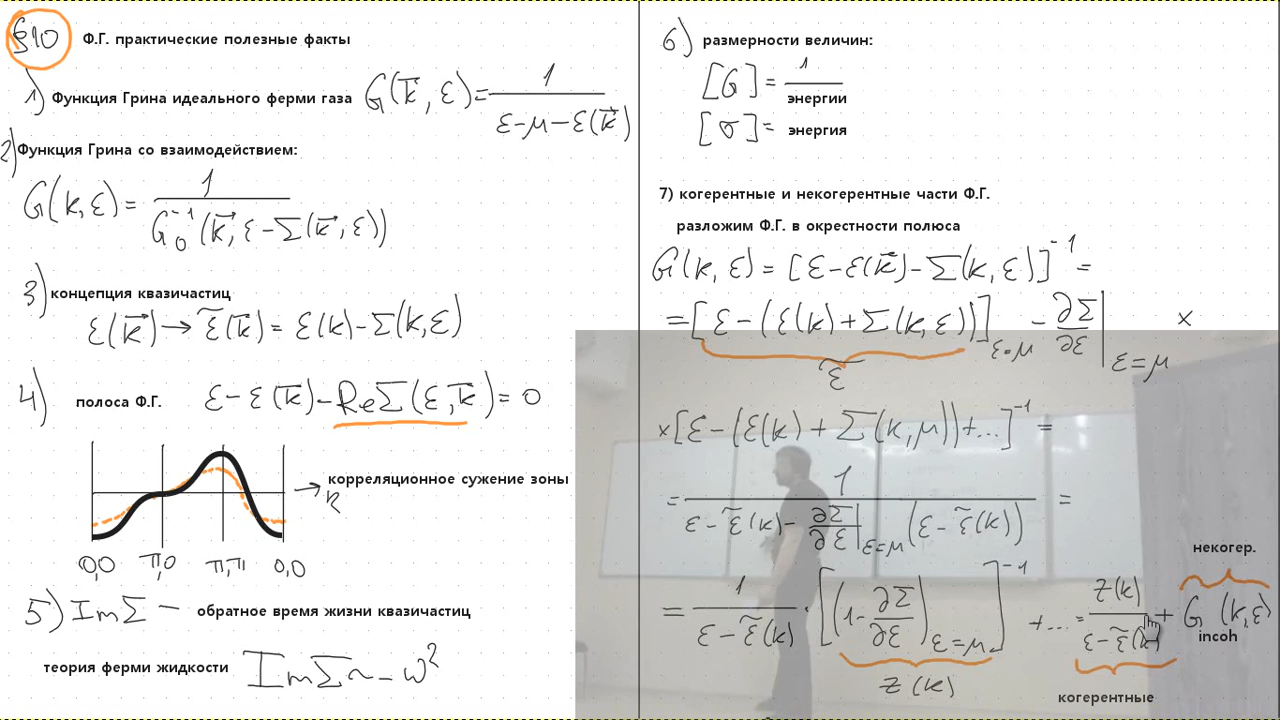 §10 Ф.Г. практические полезные факты
1) Функция Грина идеального ферми газа G(k⃗, ε) = 1 / (ε-μ-ε(k⃗))
2) Функция Грина со взаимодействием:
G(k, ε) = 1 / (G₀⁻¹(k⃗, ε - Σ(k⃗, ε)))
3) концепция квазичастиц
ε(k⃗) → ε̃(k⃗) = ε(k) - Σ(k, ε)
4) полоса Ф.Г. ε - ε(k) - ReΣ(ε, k) = 0
→ корреляционное сужение зоны
k
0,0 π,0 π,π 0,0
5) ImΣ — обратное время жизни квазичастиц
теория ферми жидкости ImΣ ~ -ω²
6) размерности величин:
[G] = 1 / энергии
[σ] = энергия
7) когерентные и некогерентные части Ф.Г.
разложим Ф.Г. в окрестности полюса
G(k, ε) = [ε - ε(k⃗) - Σ(k, ε)]⁻¹ =
= [ε - (ε(k) + Σ(k, ε))]ε=μ - ∂Σ/∂ε|ε=μ ×
ε̃
× [ε - (ε(k) + Σ(k, μ)) + ...]⁻¹ =
= 1 / (ε - ε̃(k) - ∂Σ/∂ε|ε=μ (ε - ε̃(k))) =
некогер.
= 1 / (ε - ε̃(k)) · [(1 - ∂Σ/∂ε)ε=μ]⁻¹ + ... = Z(k) / (ε - ε̃(k)) + G incoh (k, ε)
Z(k)
когерентные